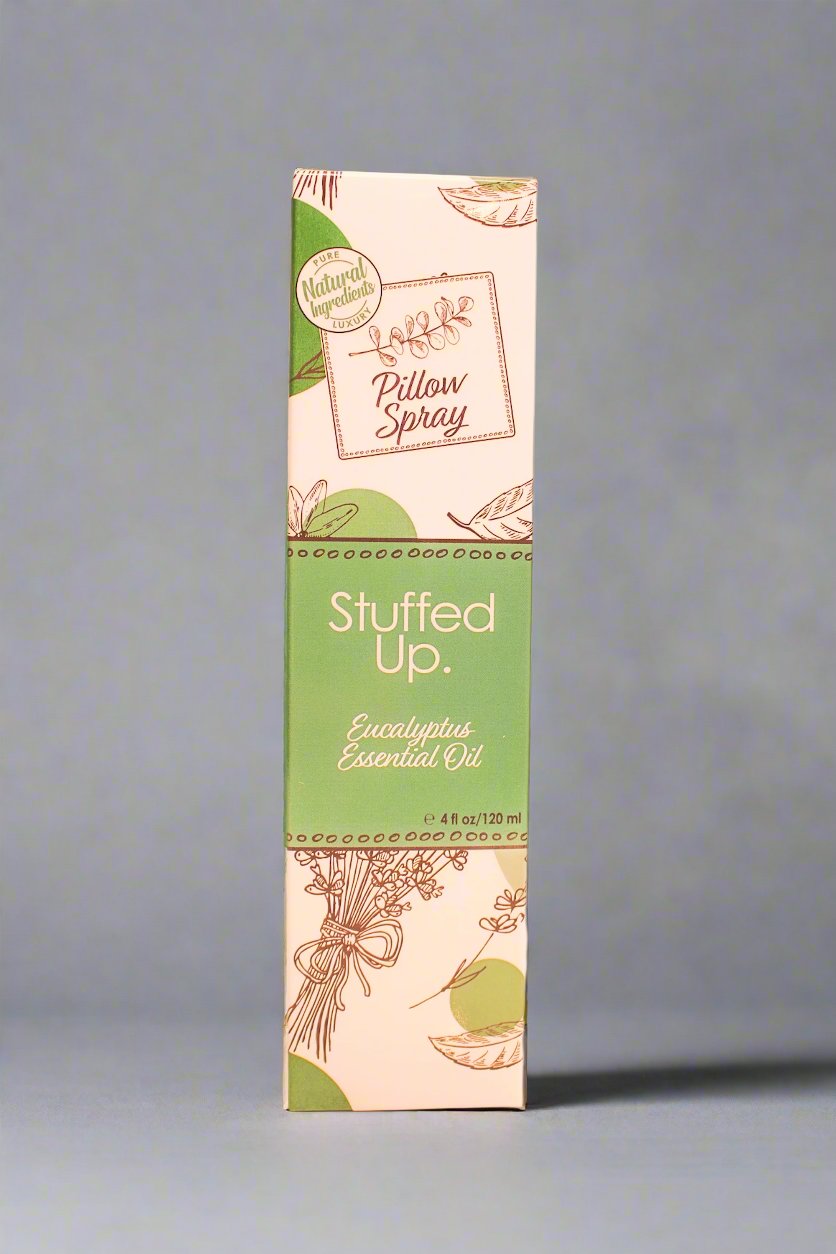 PURE
Natural
Ingredients
LUXURY
Pillow
Spray
Stuffed
Up.
Eucalyptus
Essential Oil
℮ 4 fl oz/120 ml